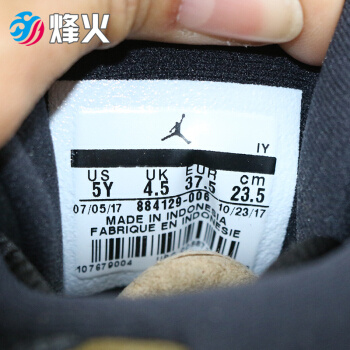 烽火
IY
US UK EUR cm
5Y 4.5 37.5 23.5
07/05/17 884129-006 10/23/17
MADE IN INDONESIA
FABRIQUE EN INDONESIE
107679004